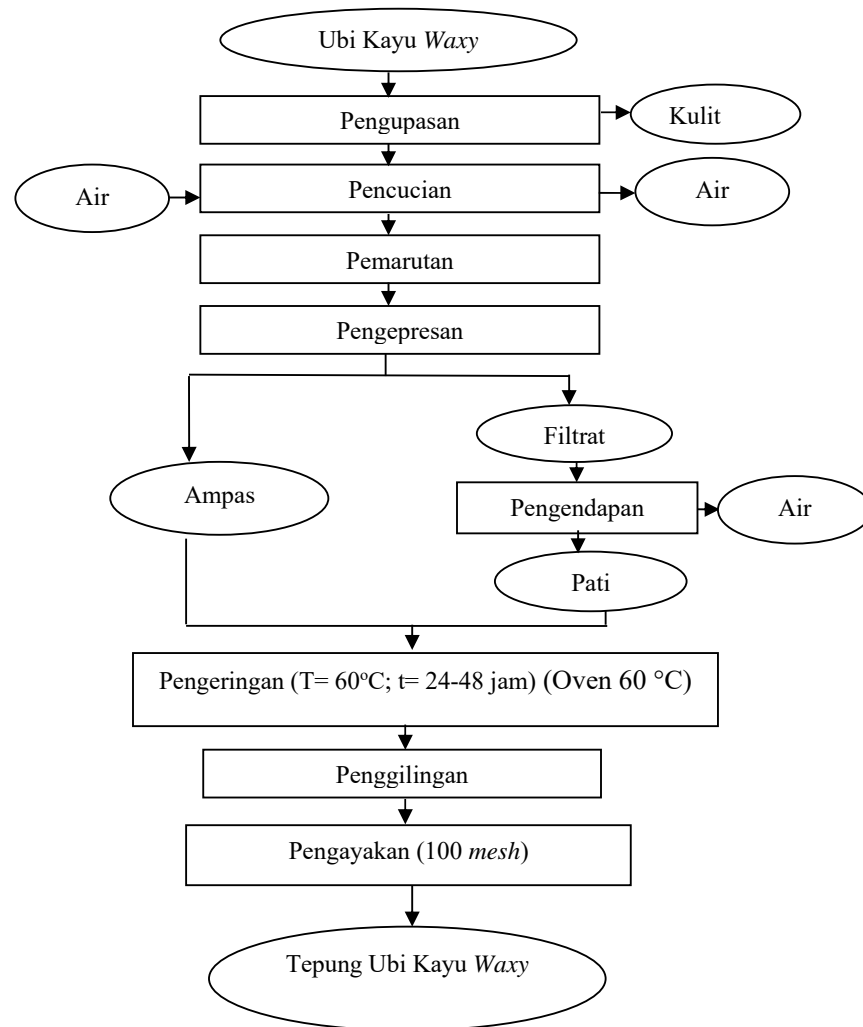 Ubi Kayu Waxy
Pengupasan
Kulit
Air
Pencucian
Air
Pemarutan
Pengepresan
Filtrat
Ampas
Pengendapan
Air
Pati
Pengeringan (T= 60°C; t= 24-48 jam) (Oven 60 °C)
Penggilingan
Pengayakan (100 mesh)
Tepung Ubi Kayu Waxy